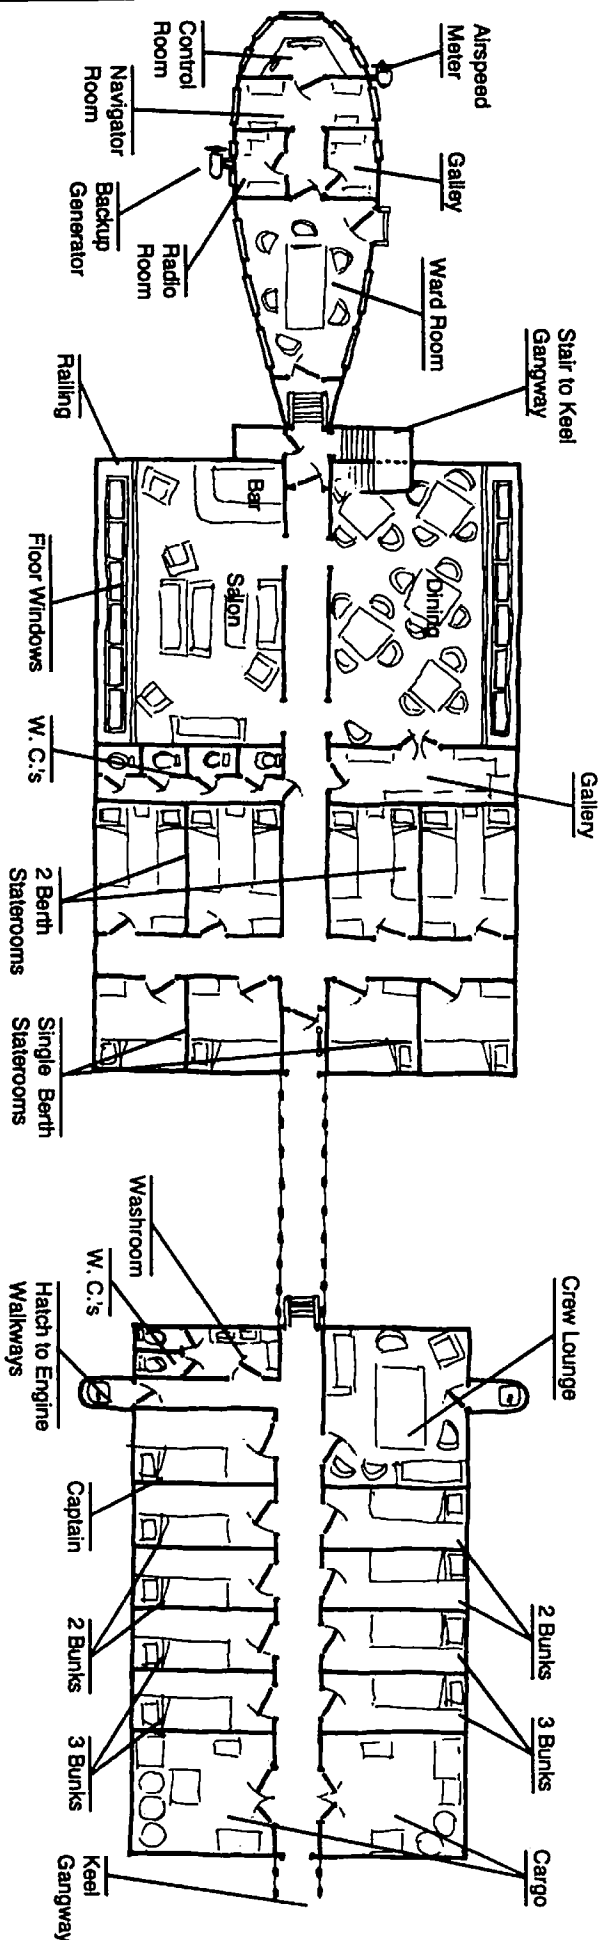 Airspeed
Meter
Galley
Ward Room
Stair to Keel
Gangway
Gallery
Crew Lounge
2 Bunks
3 Bunks
Cargo
Dining
Bar
Salon
Control
Room
Navigator
Room
Backup
Generator
Radio
Room
Railing
Floor Windows
W. C.'s
2 Berth
Staterooms
Single Berth
Staterooms
Washroom
W. C.'s
Hatch to Engine
Walkways
Captain
2 Bunks
3 Bunks
Keel
Gangway